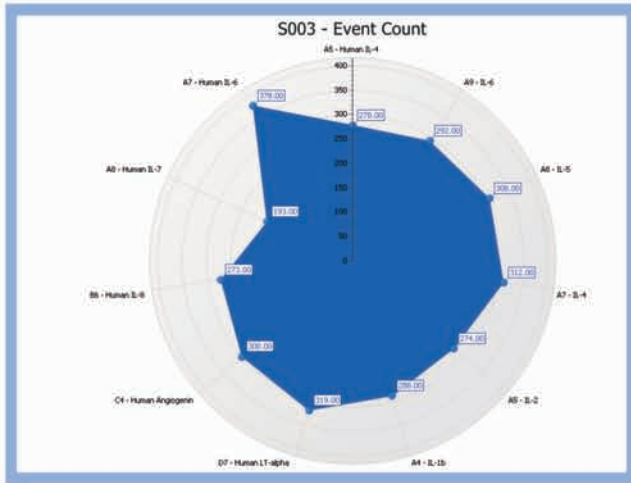 S003 - Event Count
A5 - Human IL-4
A7 - Human IL-6
A9 - IL-6
400
378.00
350
300
278.00
292.00
250
A8 - Human IL-7
A6 - IL-5
200
308.00
150
193.00
100
50
273.00
0
B6 - Human IL-8
312.00
A7 - IL-4
300.00
274.00
C4 - Human Angiogenin
A5 - IL-2
319.00
D7 - Human LT-alpha
A4 - IL-1b